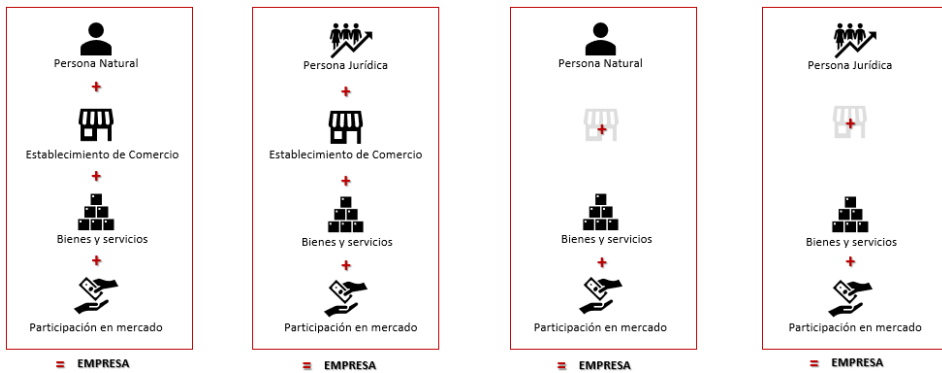 Persona Natural
+
Establecimiento de Comercio
+
Bienes y servicios
+
Participación en mercado
= EMPRESA
Persona Jurídica
+
Establecimiento de Comercio
+
Bienes y servicios
+
Participación en mercado
= EMPRESA
Persona Natural
+
Bienes y servicios
+
Participación en mercado
= EMPRESA
Persona Jurídica
+
Bienes y servicios
+
Participación en mercado
= EMPRESA